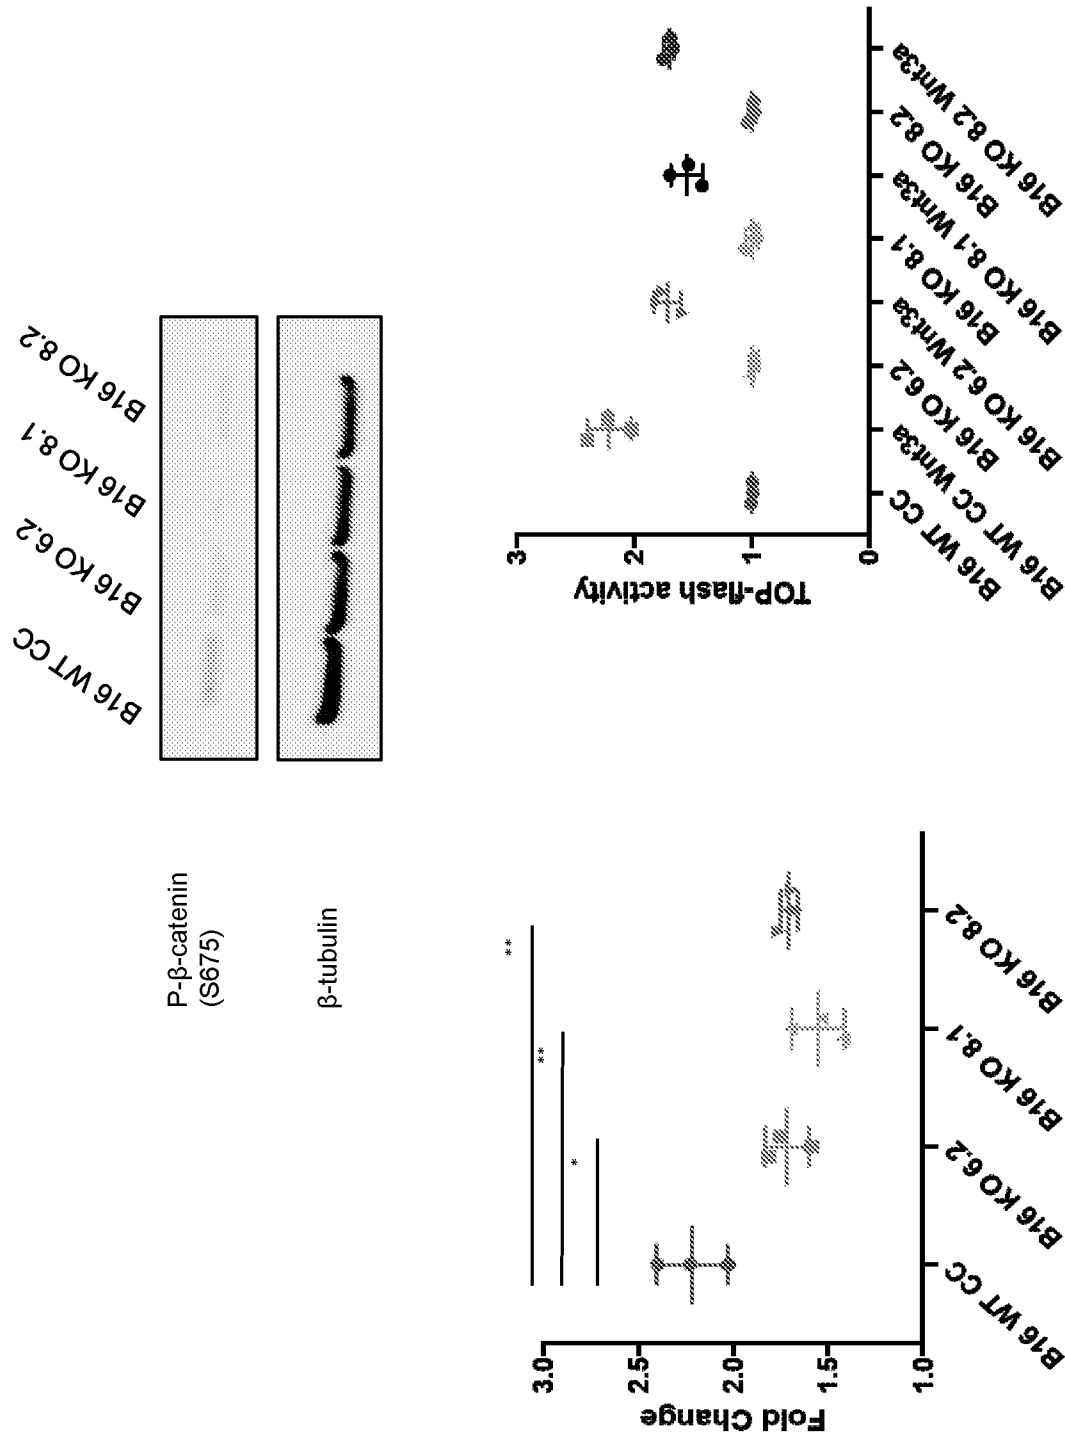 B16 WT CC
B16 KO 6.2
B16 KO 8.1
B16 KO 8.2
P-β-catenin
(S675)
β-tubulin
**
**
*
Fold Change
3.0
2.5
2.0
1.5
1.0
B16 WT CC
B16 KO 6.2
B16 KO 8.1
B16 KO 8.2
TOP-flash activity
3
2
1
0
B16 WT CC
B16 WT CC Wnt3a
B16 KO 6.2
B16 KO 6.2 Wnt3a
B16 KO 8.1
B16 KO 8.1 Wnt3a
B16 KO 8.2
B16 KO 8.2 Wnt3a